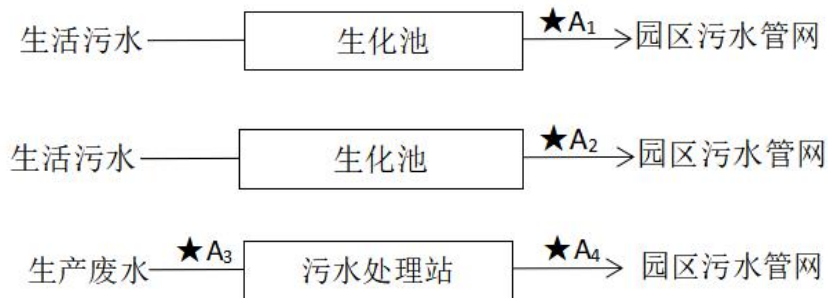 生活污水 生化池 ★A₁ 园区污水管网
生活污水 生化池 ★A₂ 园区污水管网
生产废水 ★A₃ 污水处理站 ★A₄ 园区污水管网